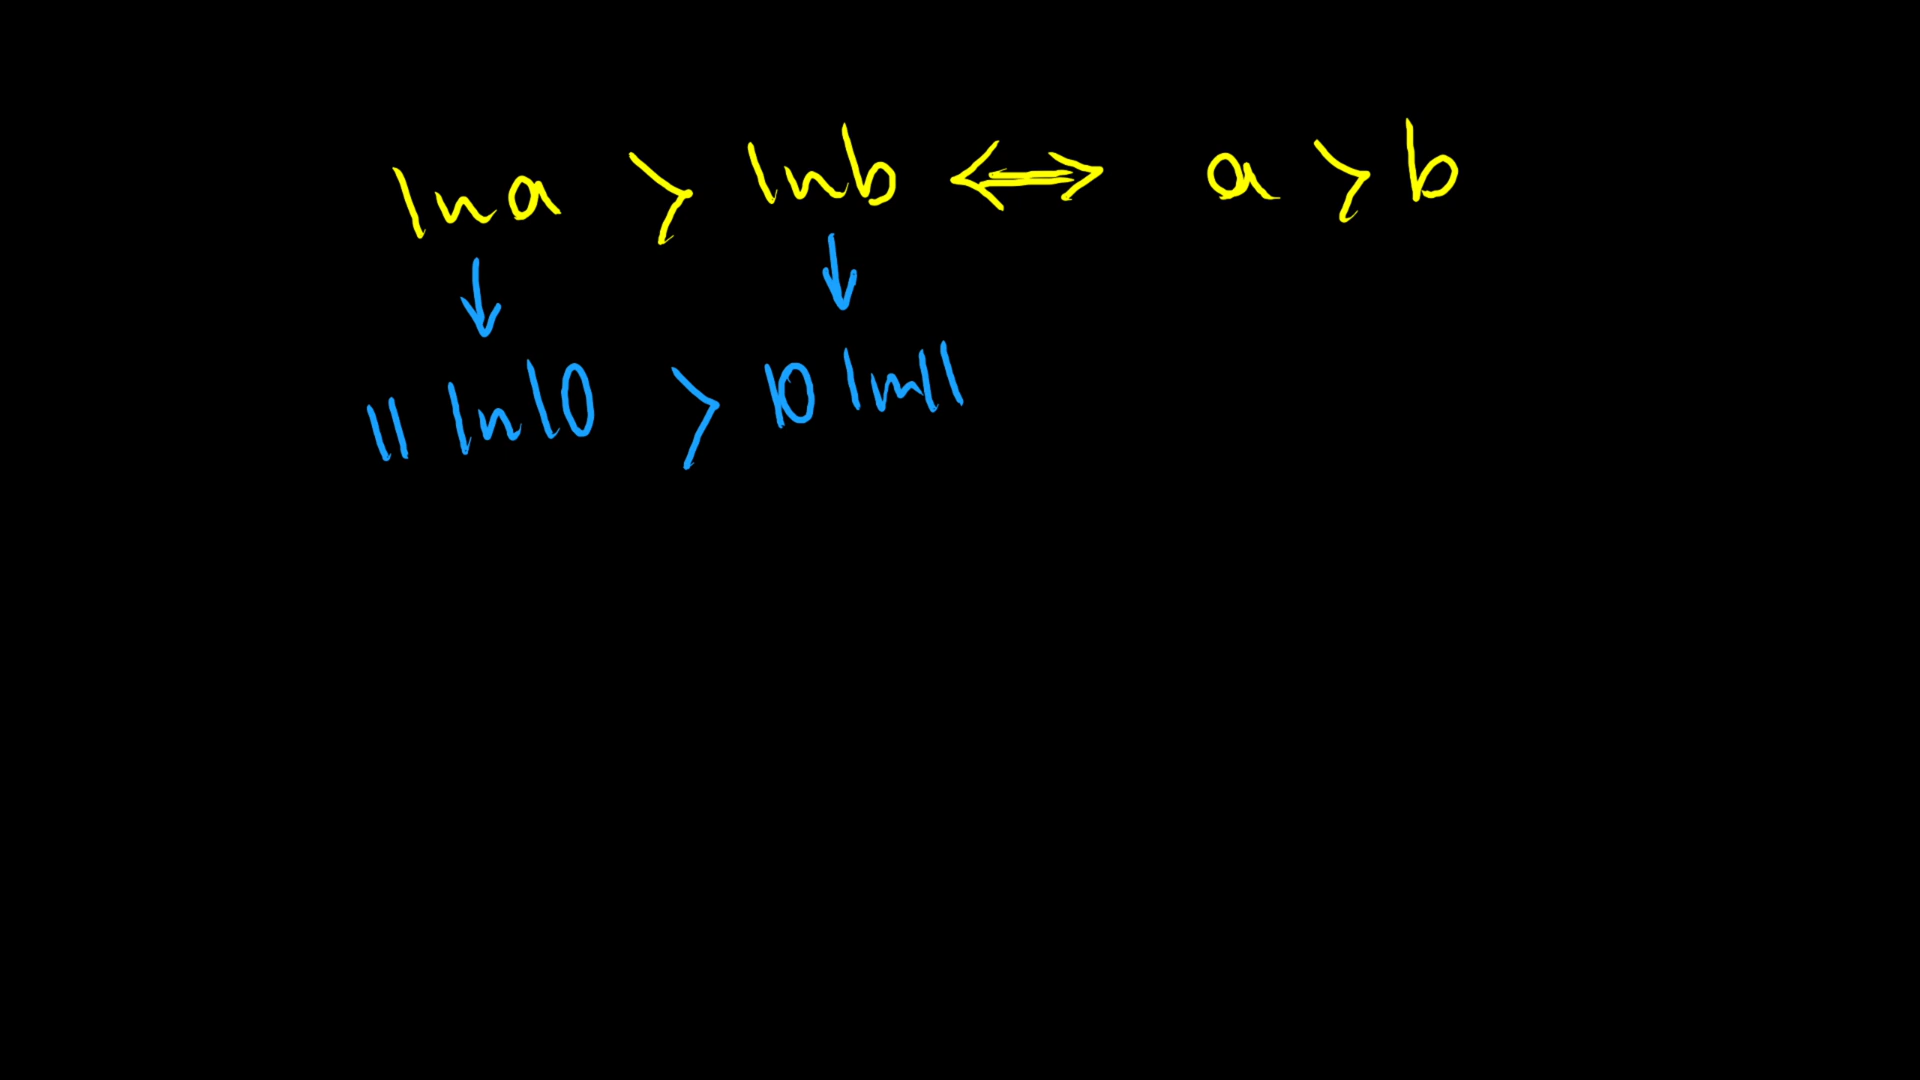 ln a > ln b ⟺ a > b
↓ ↓
11 ln 10 > 10 ln 11